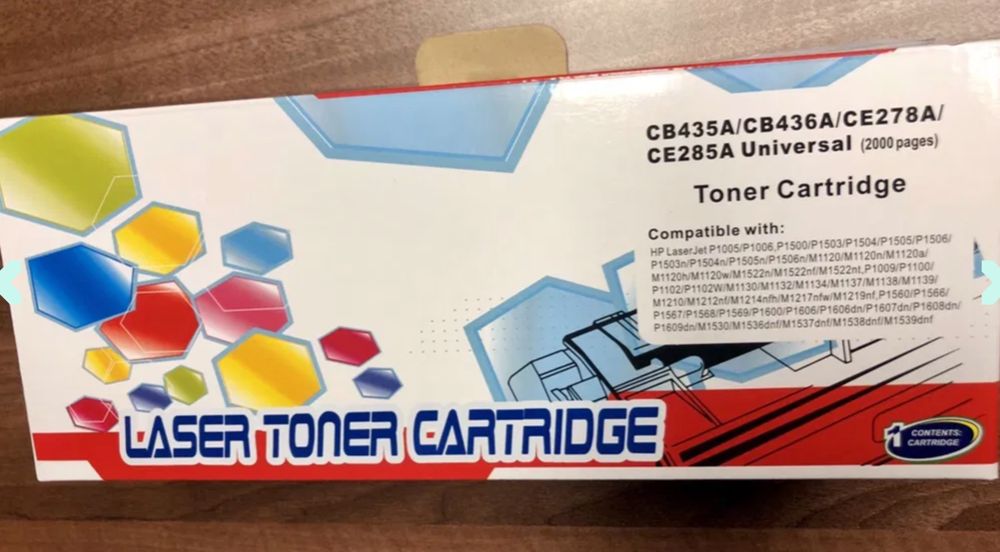 CB435A/CB436A/CE278A/
CE285A Universal (2000 pages)
Toner Cartridge
Compatible with:
HP LaserJet P1005/P1006,P1500/P1503/P1504/P1505/P1506/
P1503n/P1504n/P1505n/P1506n/M1120/M1120n/M1120a/
M1120h/M1120w/M1522n/M1522nf/M1522nt,P1009/P1100/
P1102/P1102W/M1130/M1132/M1134/M1137/M1138/M1139/
M1210/M1212nf/M1214nfh/M1217nfw/M1219nf,P1560/P1566/
P1567/P1568/P1569/P1600/P1606/P1606dn/P1607dn/P1608dn/
P1609dn/M1530/M1536dnf/M1537dnf/M1538dnf/M1539dnf
LASER TONER CARTRIDGE
1 CONTENTS:
CARTRIDGE